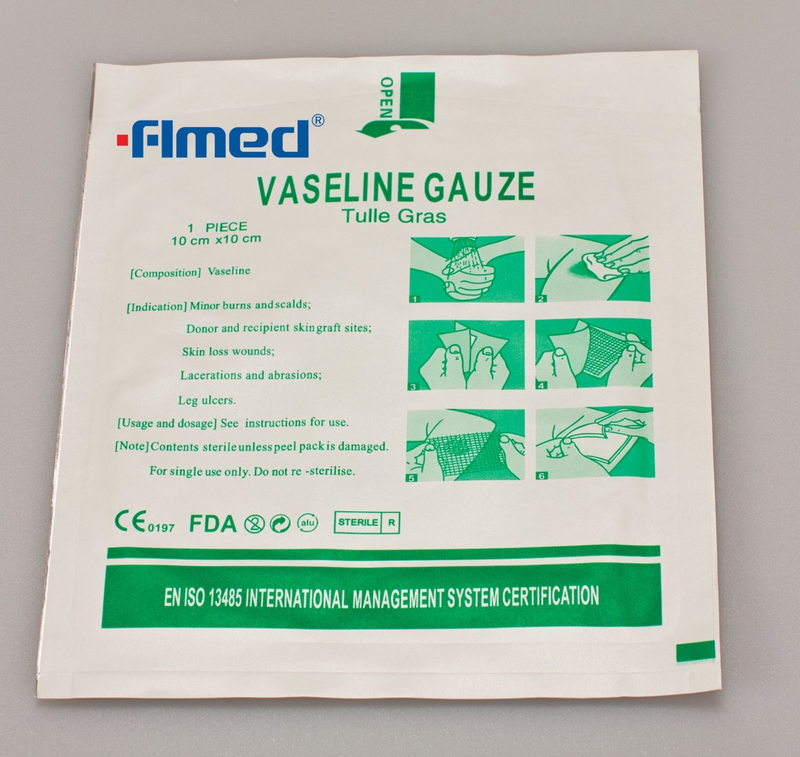 OPEN
Flmed®
VASELINE GAUZE
Tulle Gras
1 PIECE
10 cm x10 cm
[Composition] Vaseline
[Indication] Minor burns and scalds;
Donor and recipient skin graft sites;
Skin loss wounds;
Lacerations and abrasions;
Leg ulcers.
[Usage and dosage] See instructions for use.
[Note] Contents sterile unless peel pack is damaged.
For single use only. Do not re-sterilise.
1
2
3
4
5
6
CE 0197 FDA 2 alu STERILE R
EN ISO 13485 INTERNATIONAL MANAGEMENT SYSTEM CERTIFICATION